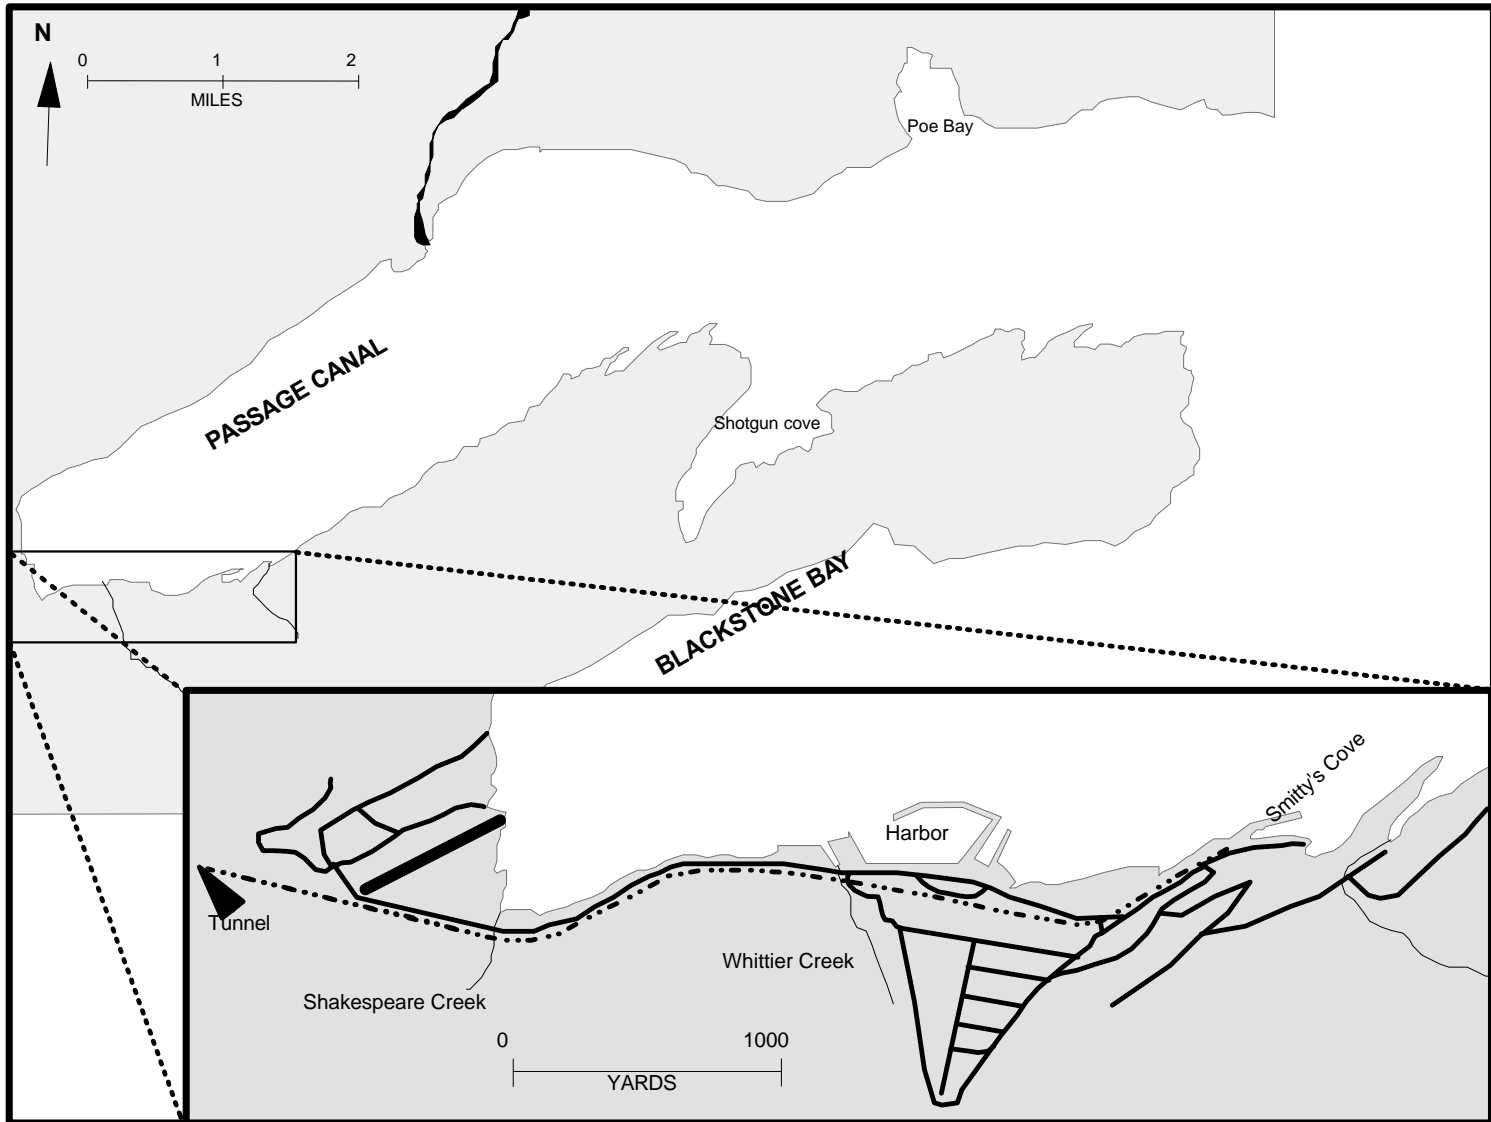 N
0 1 2
MILES
Poe Bay
PASSAGE CANAL
Shotgun cove
BLACKSTONE BAY
Smitty's Cove
Harbor
Tunnel
Whittier Creek
Shakespeare Creek
0 1000
YARDS